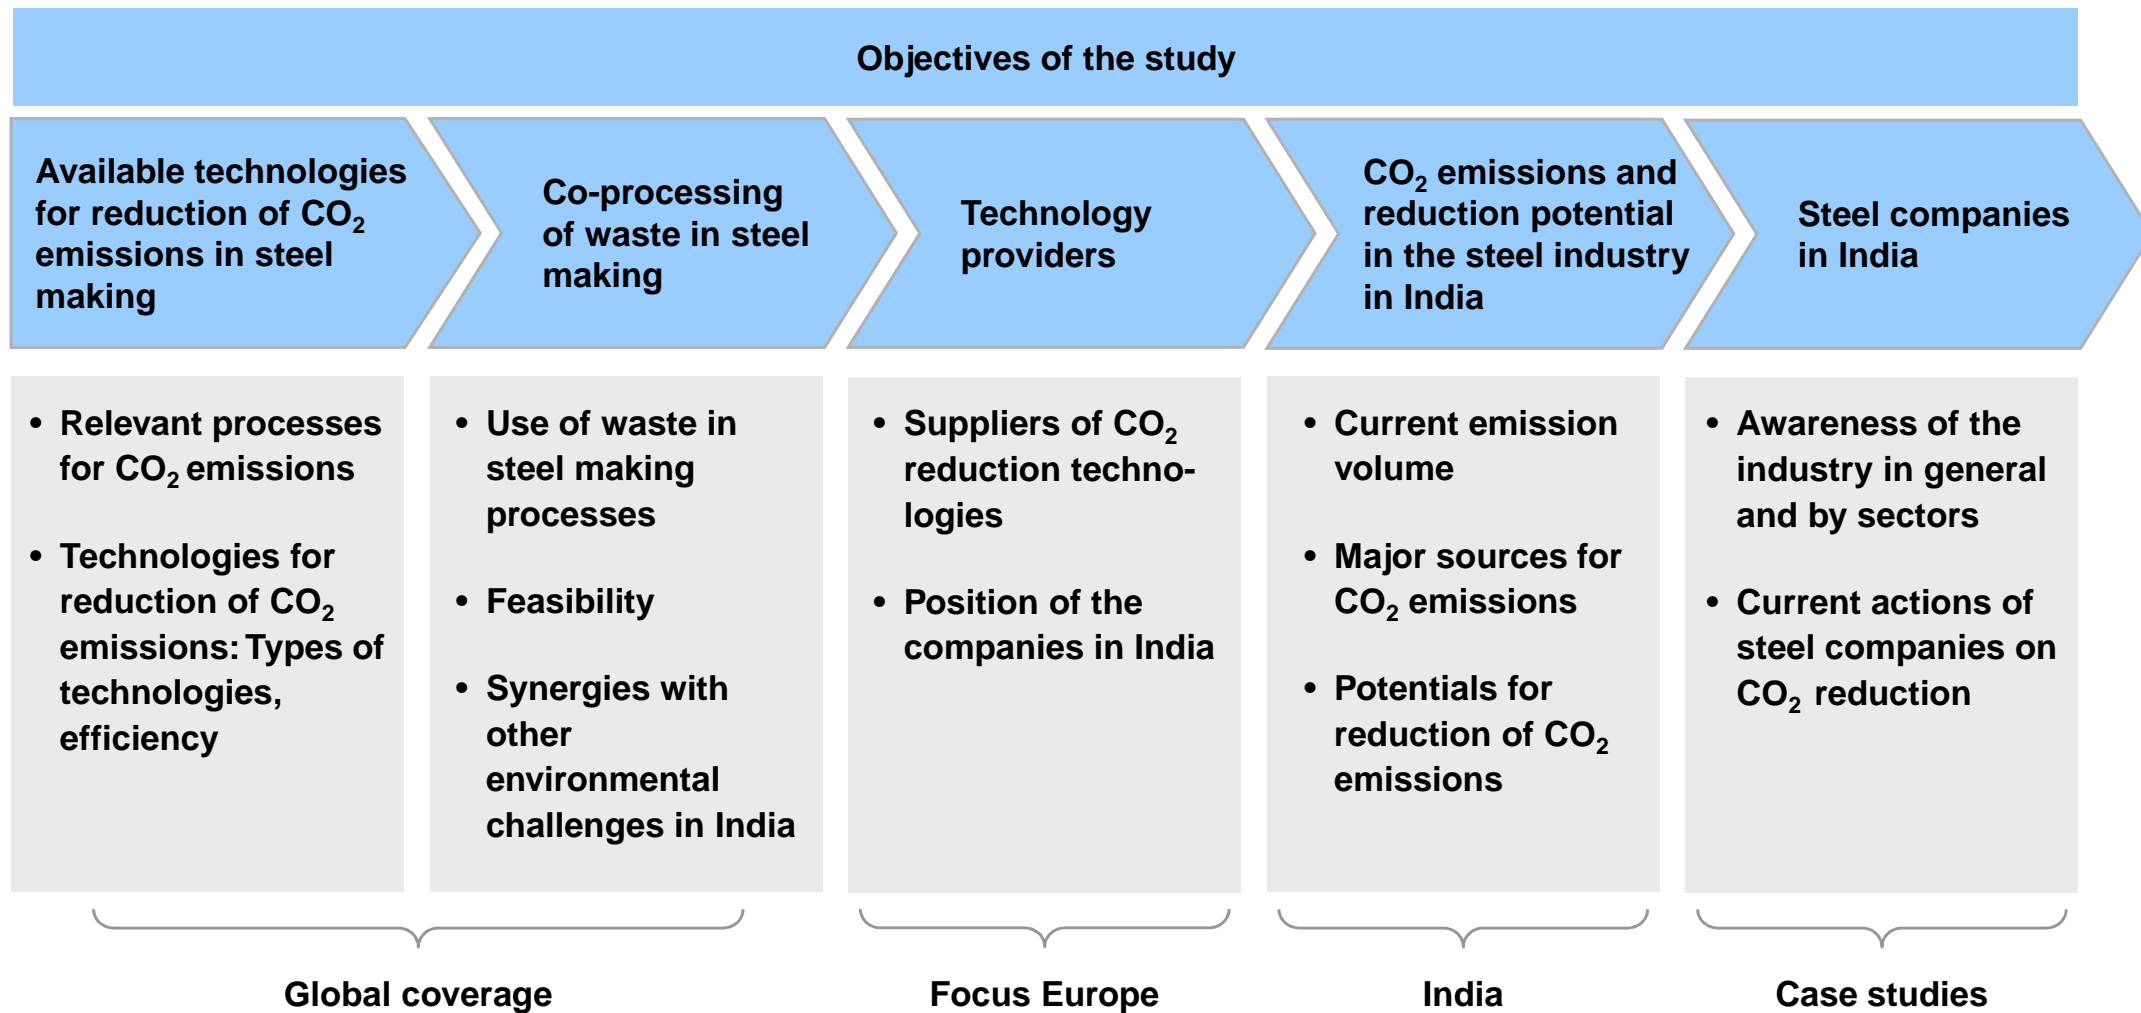 Objectives of the study
Available technologies
for reduction of CO₂
emissions in steel
making
Co-processing
of waste in steel
making
Technology
providers
CO₂ emissions and
reduction potential
in the steel industry
in India
Steel companies
in India
• Relevant processes
for CO₂ emissions
• Technologies for
reduction of CO₂
emissions: Types of
technologies,
efficiency
• Use of waste in
steel making
processes
• Feasibility
• Synergies with
other
environmental
challenges in India
• Suppliers of CO₂
reduction techno-
logies
• Position of the
companies in India
• Current emission
volume
• Major sources for
CO₂ emissions
• Potentials for
reduction of CO₂
emissions
• Awareness of the
industry in general
and by sectors
• Current actions of
steel companies on
CO₂ reduction
Global coverage
Focus Europe
India
Case studies